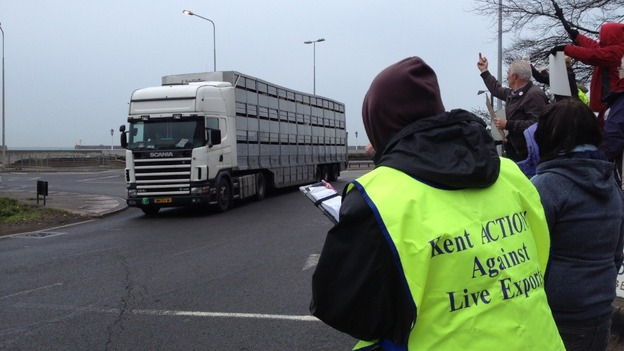 SCANIA
Kent ACTION
Against
Live Exports